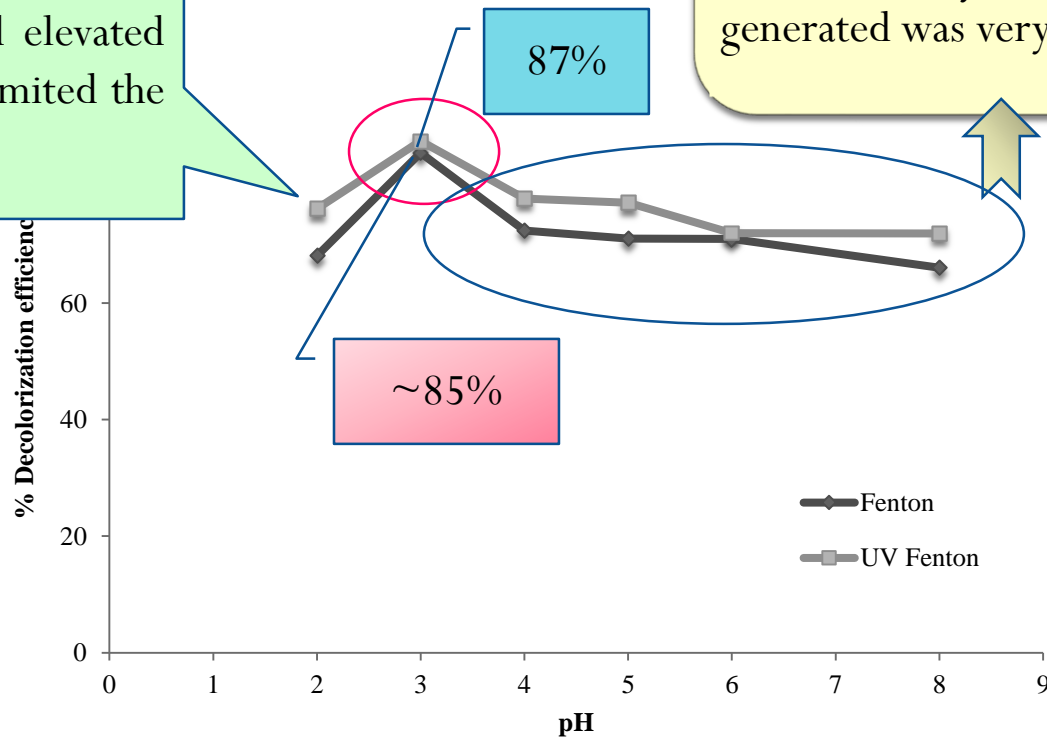 elevated
mited the
87%
generated was very
~85%
% Decolorization
60
40
20
0
0 1 2 3 4 5 6 7 8 9
pH
Fenton
UV Fenton